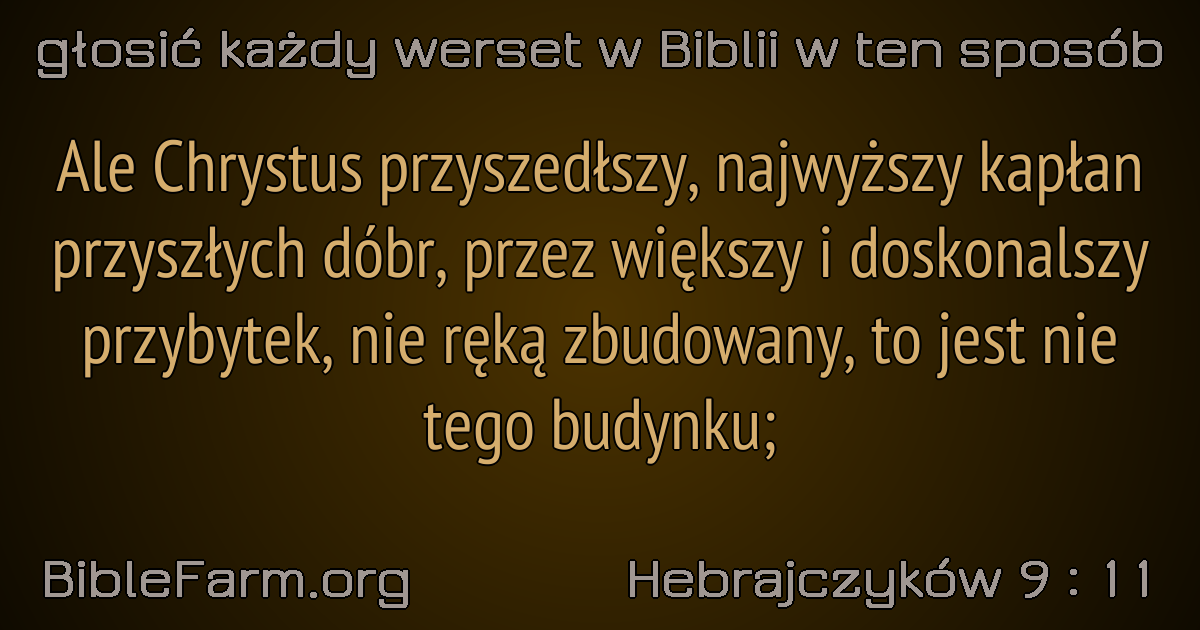 głosić każdy werset w Biblii w ten sposób
Ale Chrystus przyszedłszy, najwyższy kapłan
przyszłych dóbr, przez większy i doskonalszy
przybytek, nie ręką zbudowany, to jest nie
tego budynku;
BibleFarm.org
Hebrajczyków 9 : 11